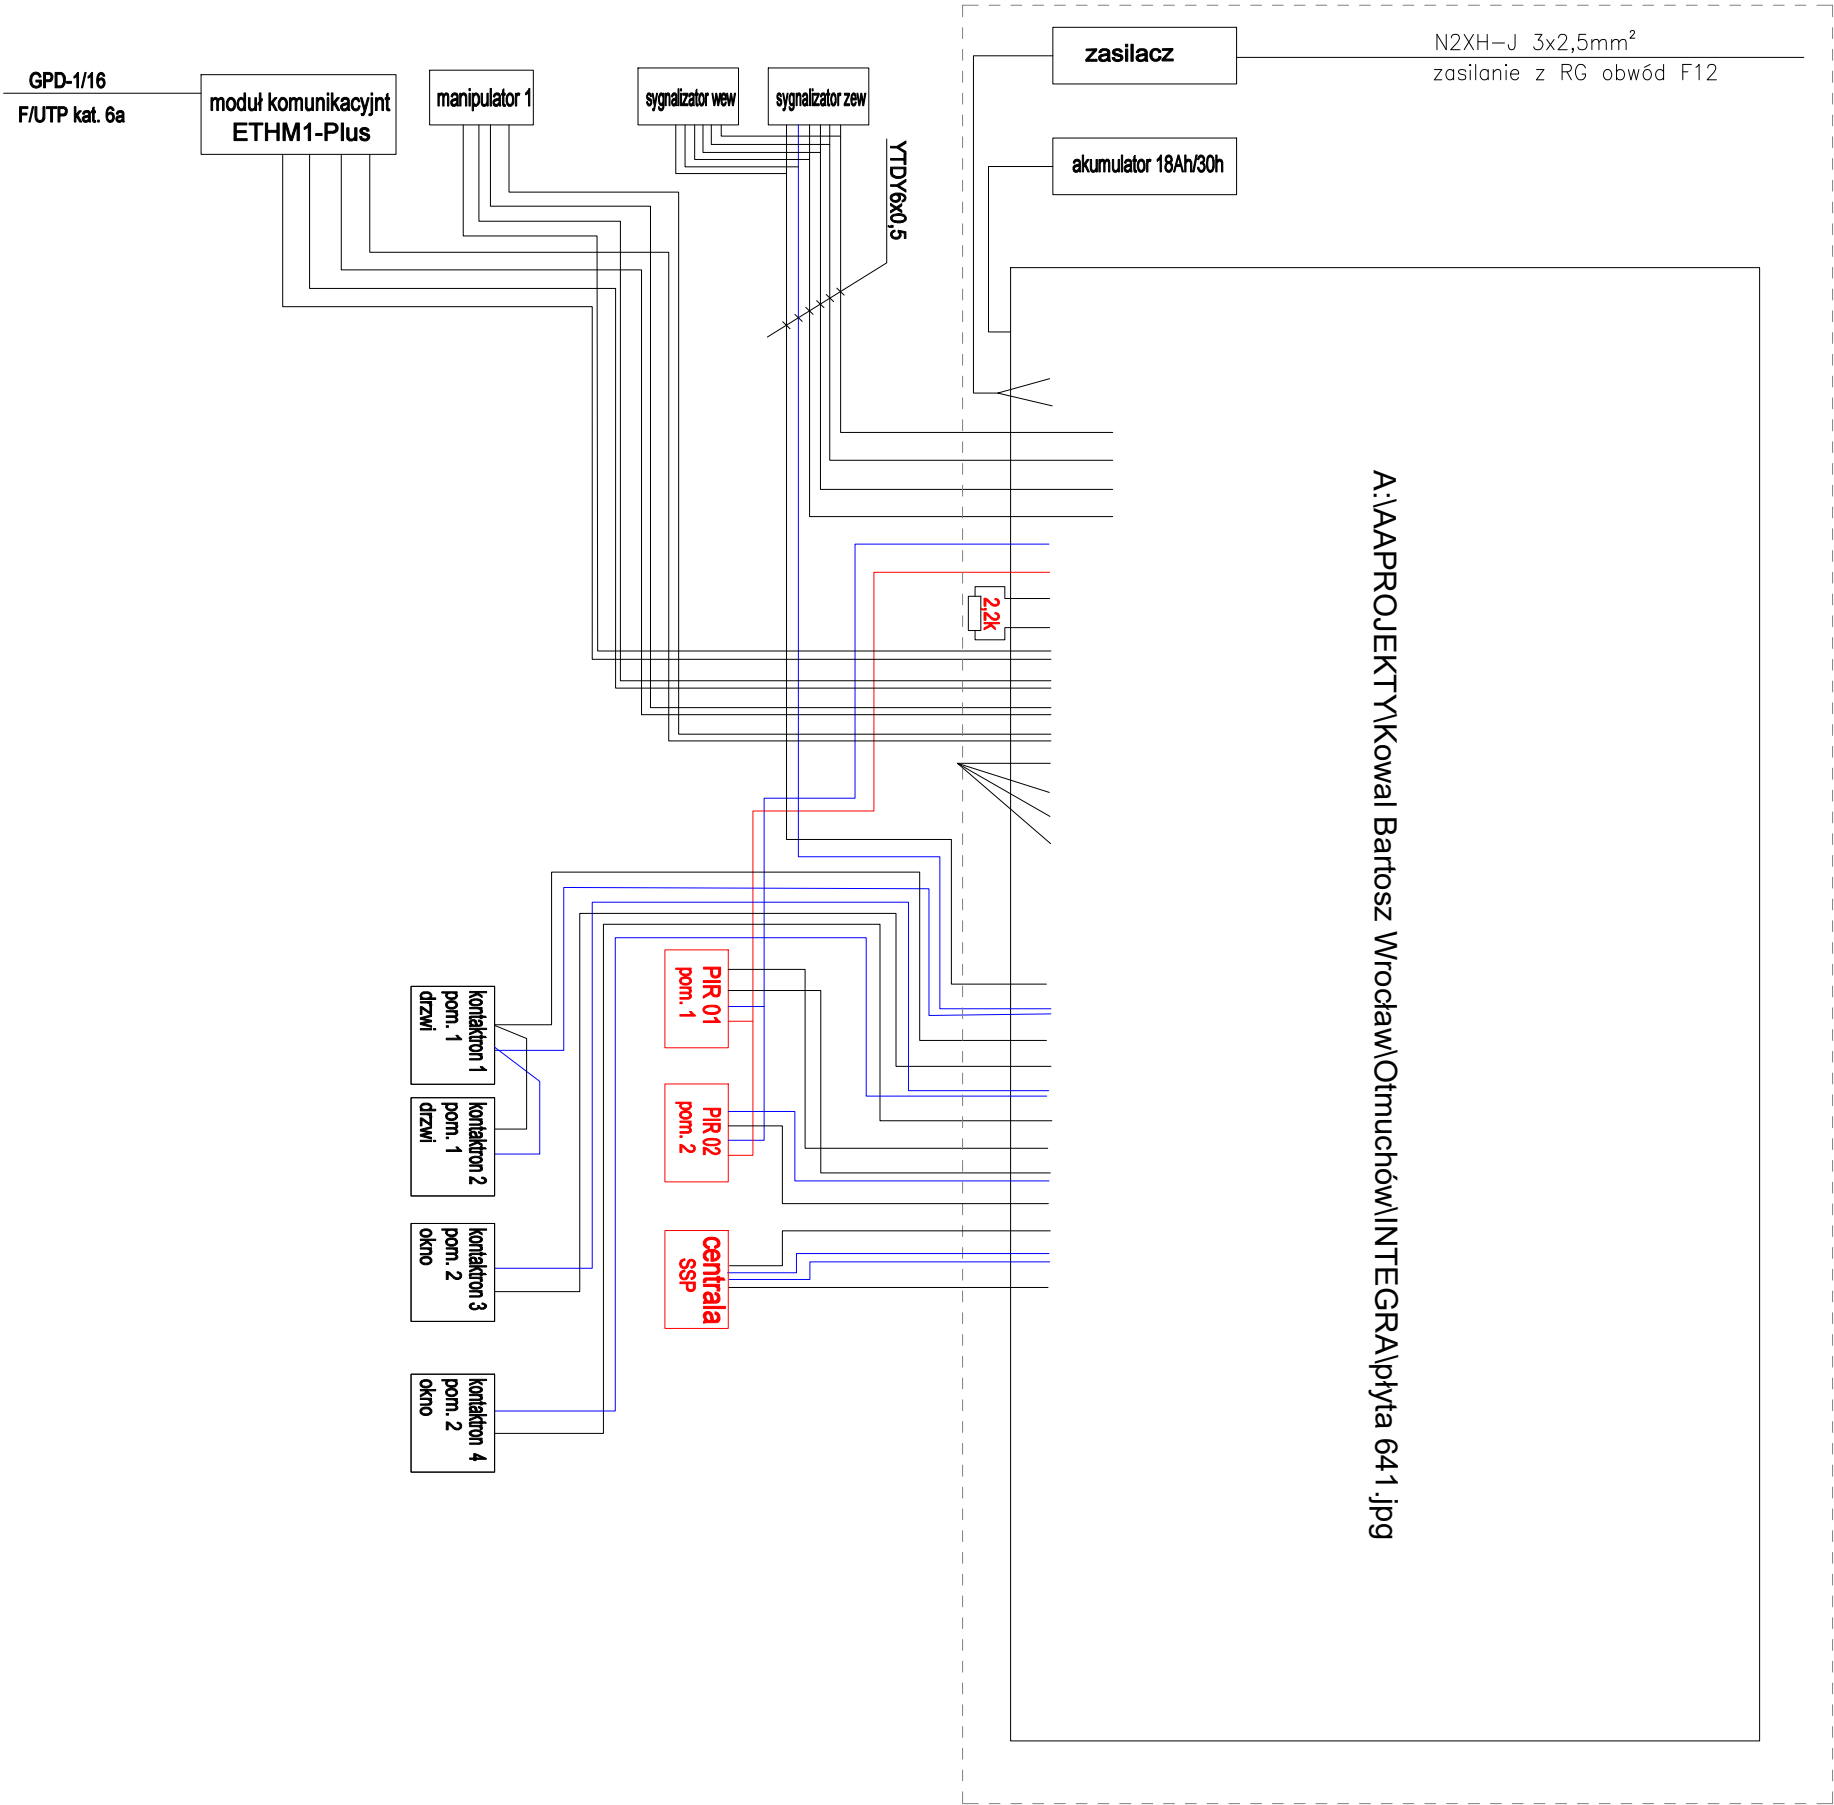 GPD-1/16
F/UTP kat. 6a
moduł komunikacyjnt
ETHM1-Plus
manipulator 1
sygnalizator wew
sygnalizator zew
YTDY6x0,5
zasilacz
N2XH-J 3x2,5mm²
zasilanie z RG obwód F12
akumulator 18Ah/30h
2,2k
A:\AAPROJEKTY\Kowal Bartosz Wrocław\Otmuchów\INTEGRA\płyta 641.jpg
kontaktron 1
pom. 1
drzwi
kontaktron 2
pom. 1
drzwi
kontaktron 3
pom. 2
okno
kontaktron 4
pom. 2
okno
PIR 01
pom. 1
PIR 02
pom. 2
centrala
SSP